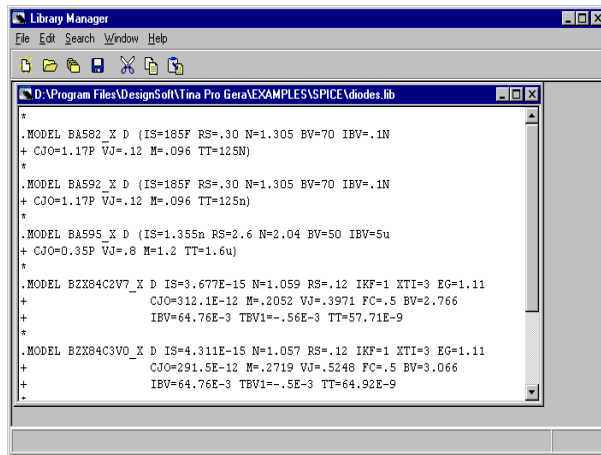 Library Manager
File Edit Search Window Help
D:\Program Files\DesignSoft\Tina Pro Gera\EXAMPLES\SPICE\diodes.lib
*
.MODEL BA582_X D (IS=185F RS=.30 N=1.305 BV=70 IBV=.1N
+ CJO=1.17P VJ=.12 M=.096 TT=125N)
*
.MODEL BA592_X D (IS=185F RS=.30 N=1.305 BV=70 IBV=.1N
+ CJO=1.17P VJ=.12 M=.096 TT=125n)
*
.MODEL BA595_X D (IS=1.355n RS=2.6 N=2.04 BV=50 IBV=5u
+ CJO=0.35P VJ=.8 M=1.2 TT=1.6u)
*
.MODEL BZX84C2V7_X D IS=3.677E-15 N=1.059 RS=.12 IKF=1 XTI=3 EG=1.11
+ CJO=312.1E-12 M=.2052 VJ=.3971 FC=.5 BV=2.766
+ IBV=64.76E-3 TBV1=-.56E-3 TT=57.71E-9
*
.MODEL BZX84C3V0_X D IS=4.311E-15 N=1.057 RS=.12 IKF=1 XTI=3 EG=1.11
+ CJO=291.5E-12 M=.2719 VJ=.5248 FC=.5 BV=3.066
+ IBV=64.76E-3 TBV1=-.5E-3 TT=64.92E-9
*